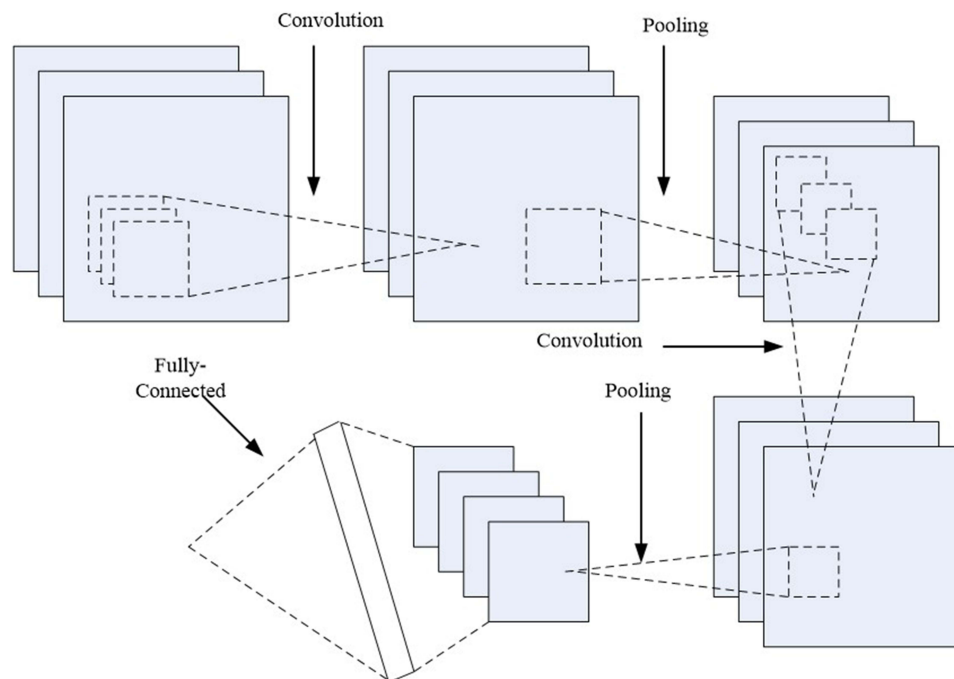 Convolution
Pooling
Convolution
Fully-
Connected
Pooling